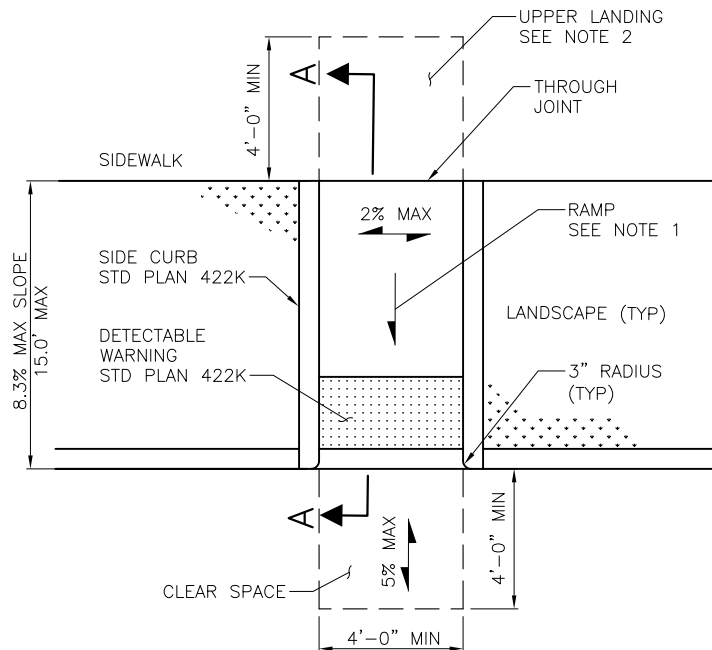 UPPER LANDING
SEE NOTE 2
A
4'-0" MIN
THROUGH
JOINT
SIDEWALK
2% MAX
RAMP
SEE NOTE 1
SIDE CURB
STD PLAN 422K
8.3% MAX SLOPE
15.0' MAX
LANDSCAPE (TYP)
DETECTABLE
WARNING
STD PLAN 422K
3" RADIUS
(TYP)
A
5% MAX
4'-0" MIN
CLEAR SPACE
4'-0" MIN